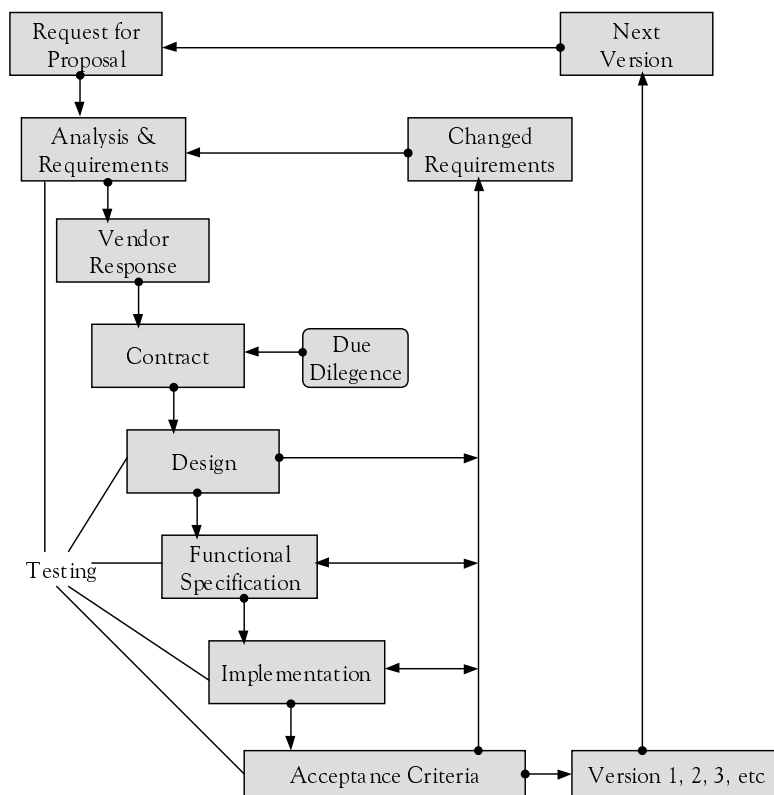 Request for
Proposal
Next
Version
Analysis &
Requirements
Changed
Requirements
Vendor
Response
Contract
Due
Dilegence
Design
Functional
Specification
Testing
Implementation
Acceptance Criteria
Version 1, 2, 3, etc